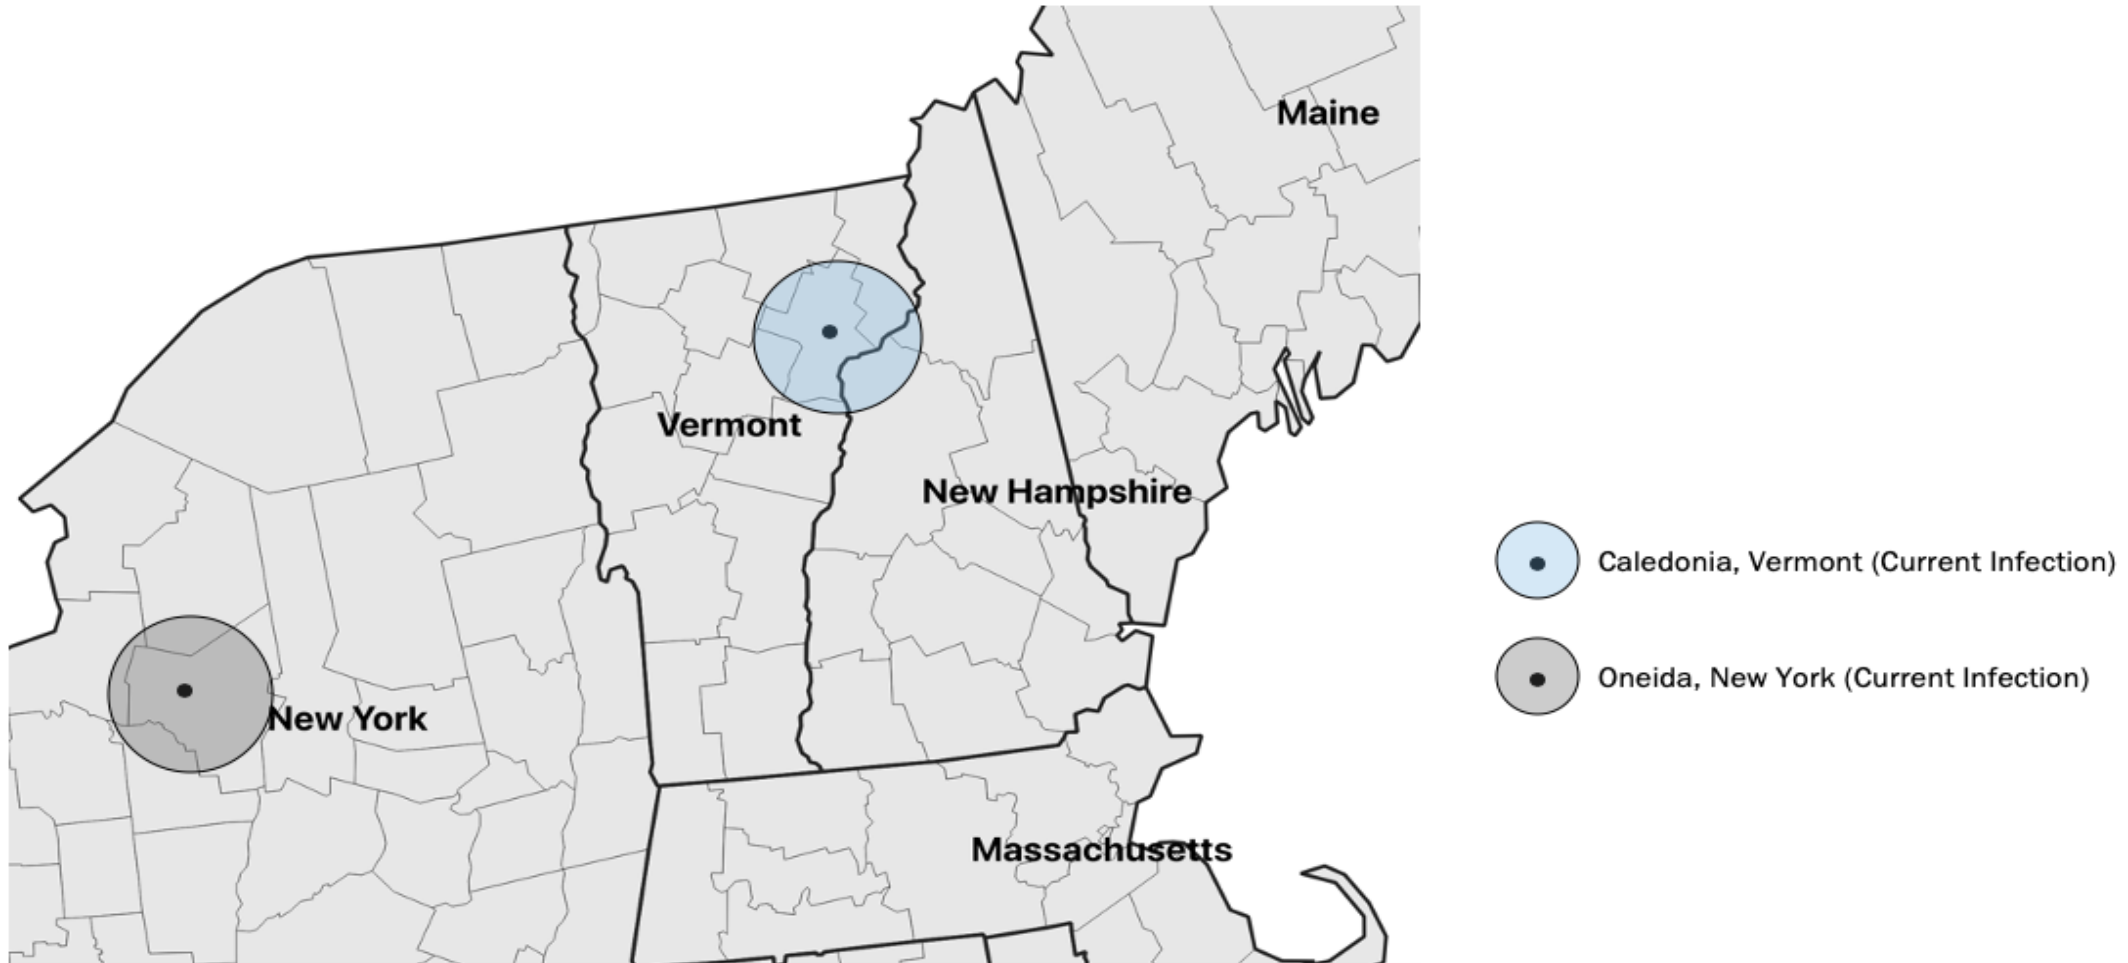 Maine
Vermont
New Hampshire
New York
Massachusetts
Caledonia, Vermont (Current Infection)
Oneida, New York (Current Infection)